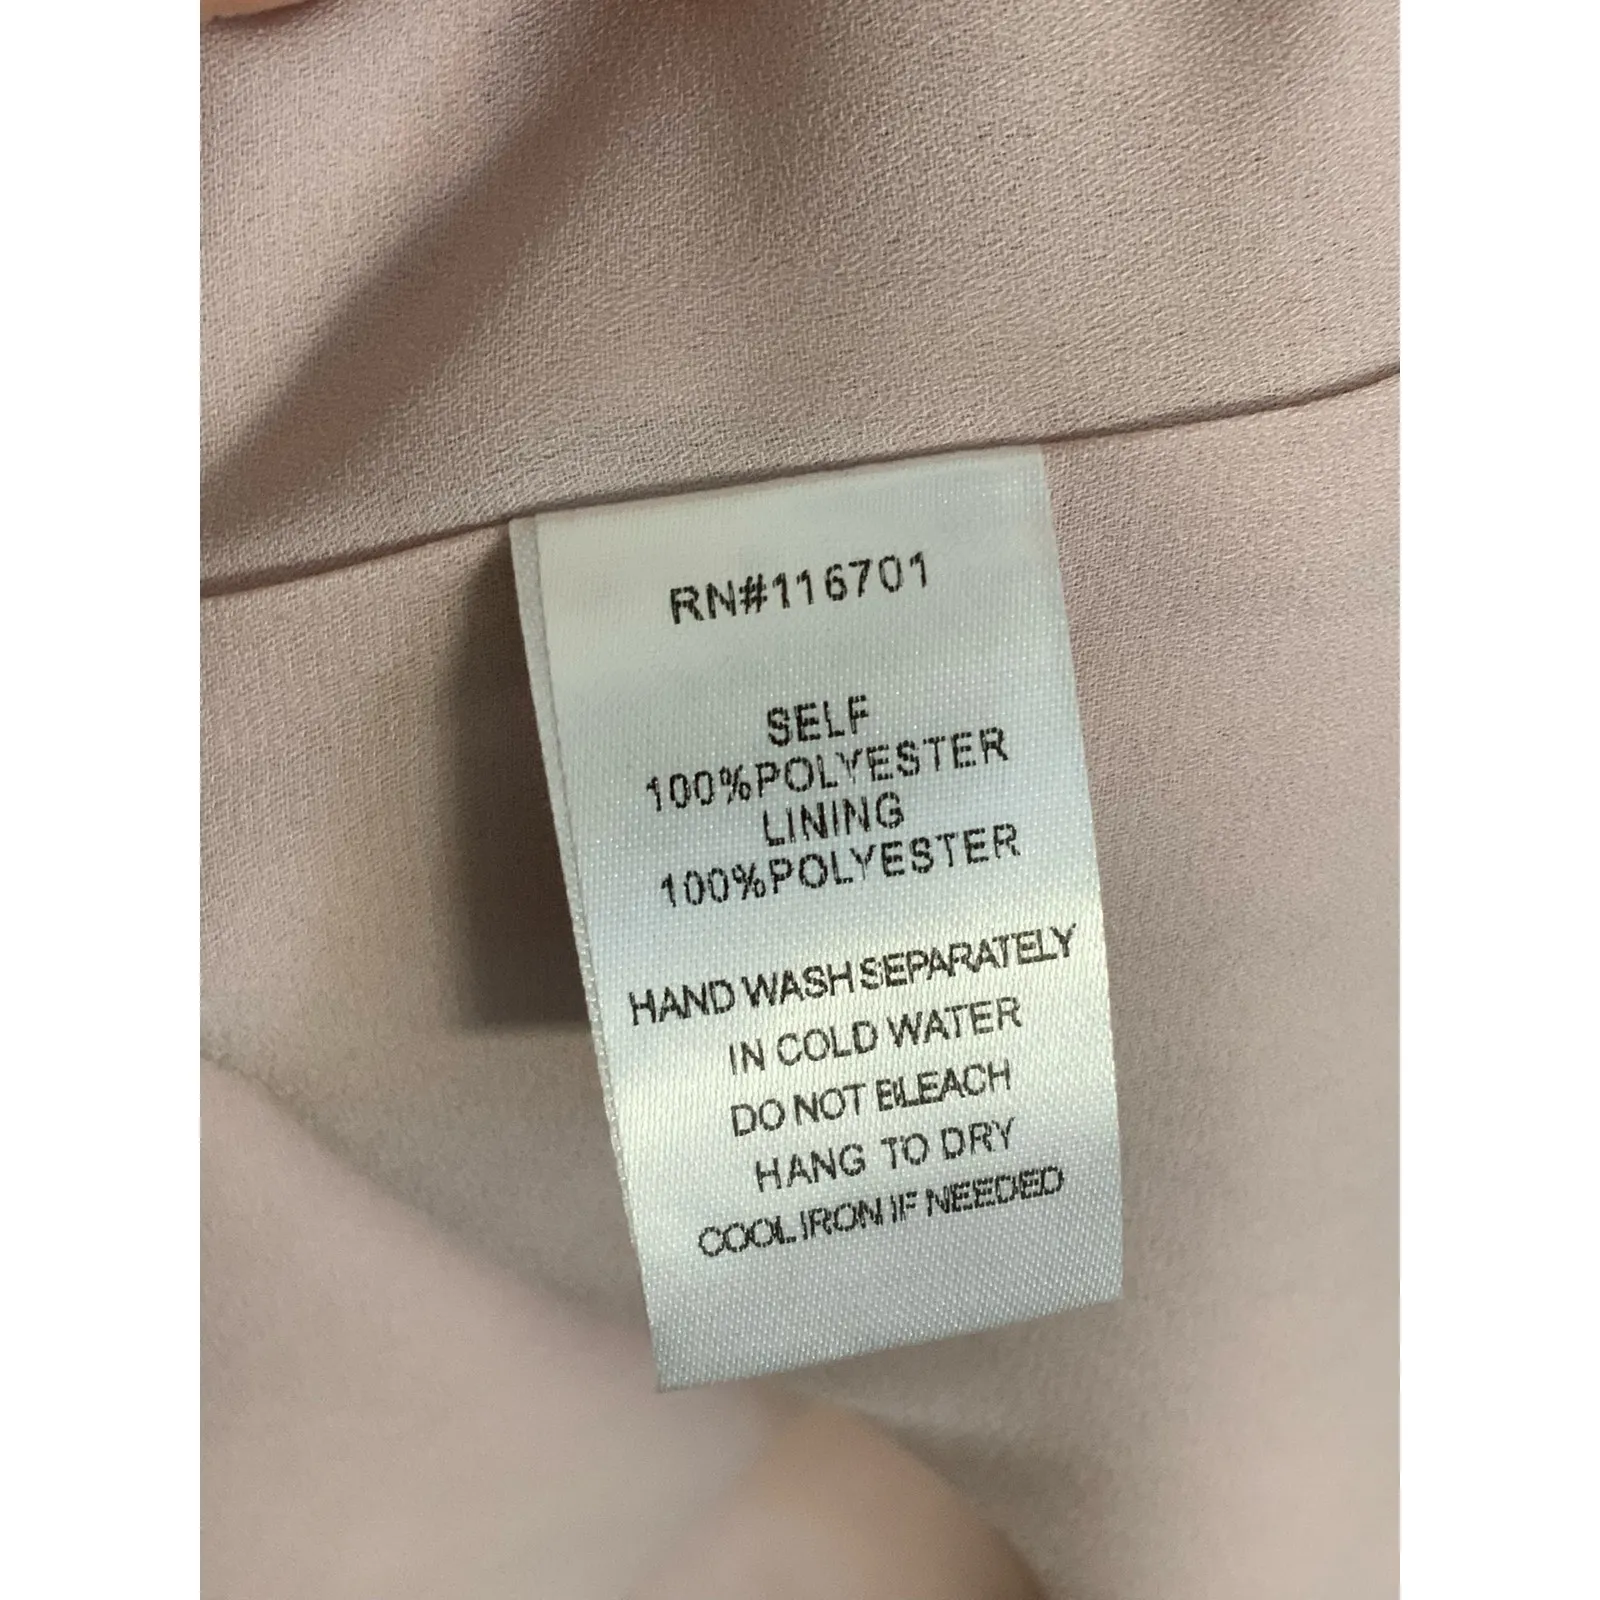 RN#116701
SELF
100%POLYESTER
LINING
100%POLYESTER
HAND WASH SEPARATELY
IN COLD WATER
DO NOT BLEACH
HANG TO DRY
COOL IRON IF NEEDED